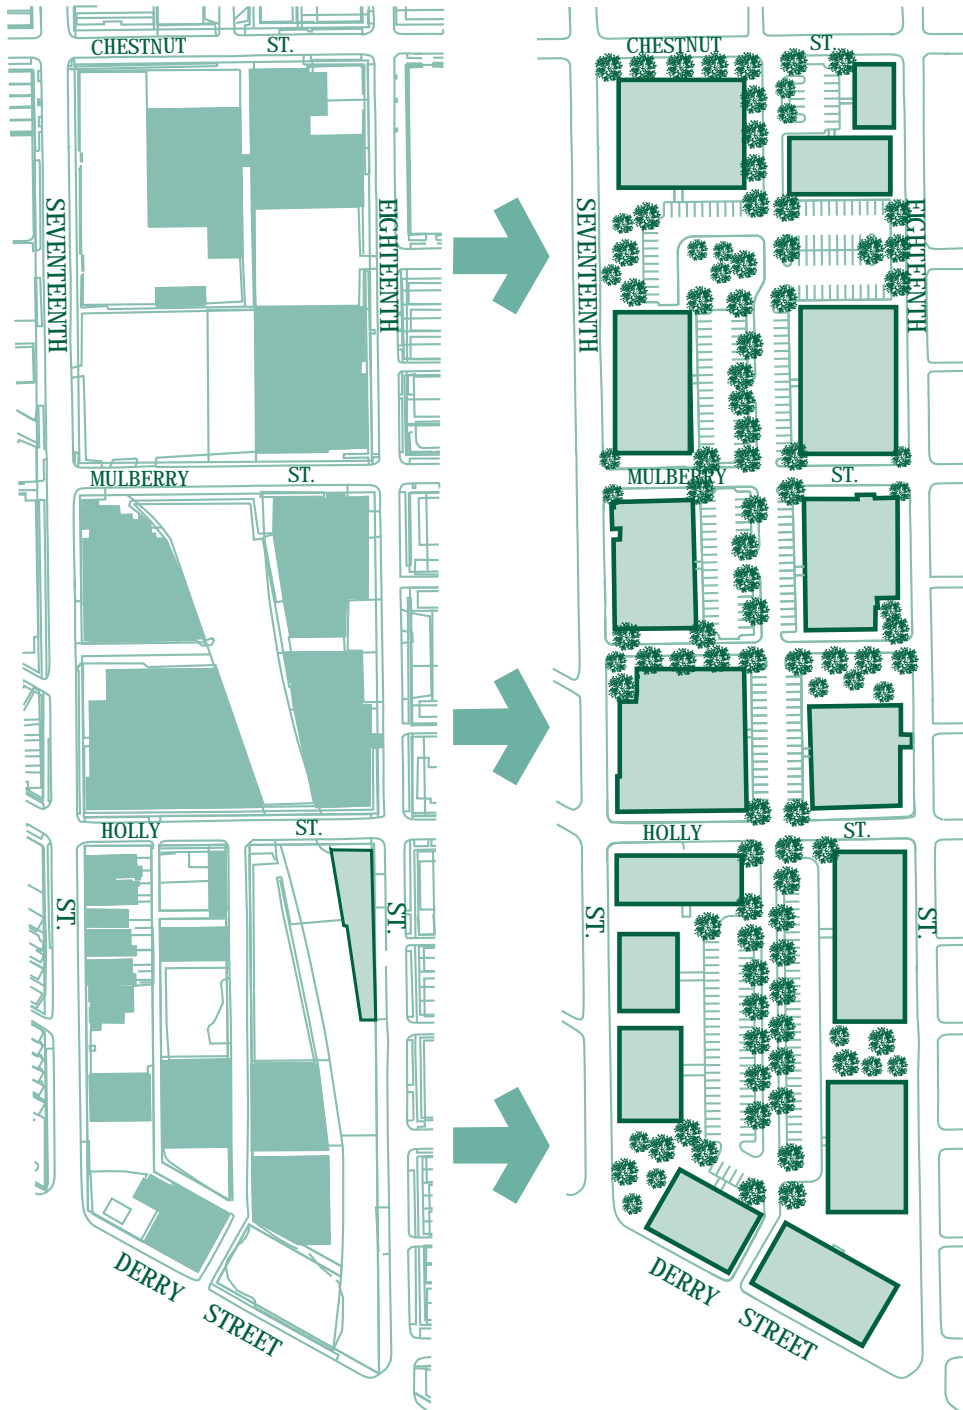 CHESTNUT ST.
SEVENTEENTH
EIGHTEENTH
MULBERRY ST.
HOLLY ST.
ST.
ST.
DERRY STREET
CHESTNUT ST.
SEVENTEENTH
EIGHTEENTH
MULBERRY ST.
HOLLY ST.
ST.
ST.
DERRY STREET